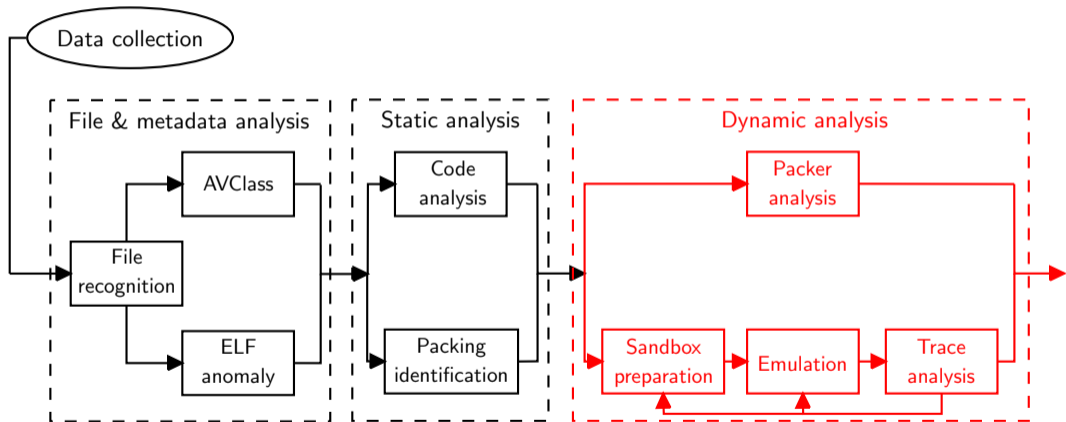 Data collection
File & metadata analysis
AVClass
File
recognition
ELF
anomaly
Static analysis
Code
analysis
Packing
identification
Dynamic analysis
Packer
analysis
Sandbox
preparation
Emulation
Trace
analysis